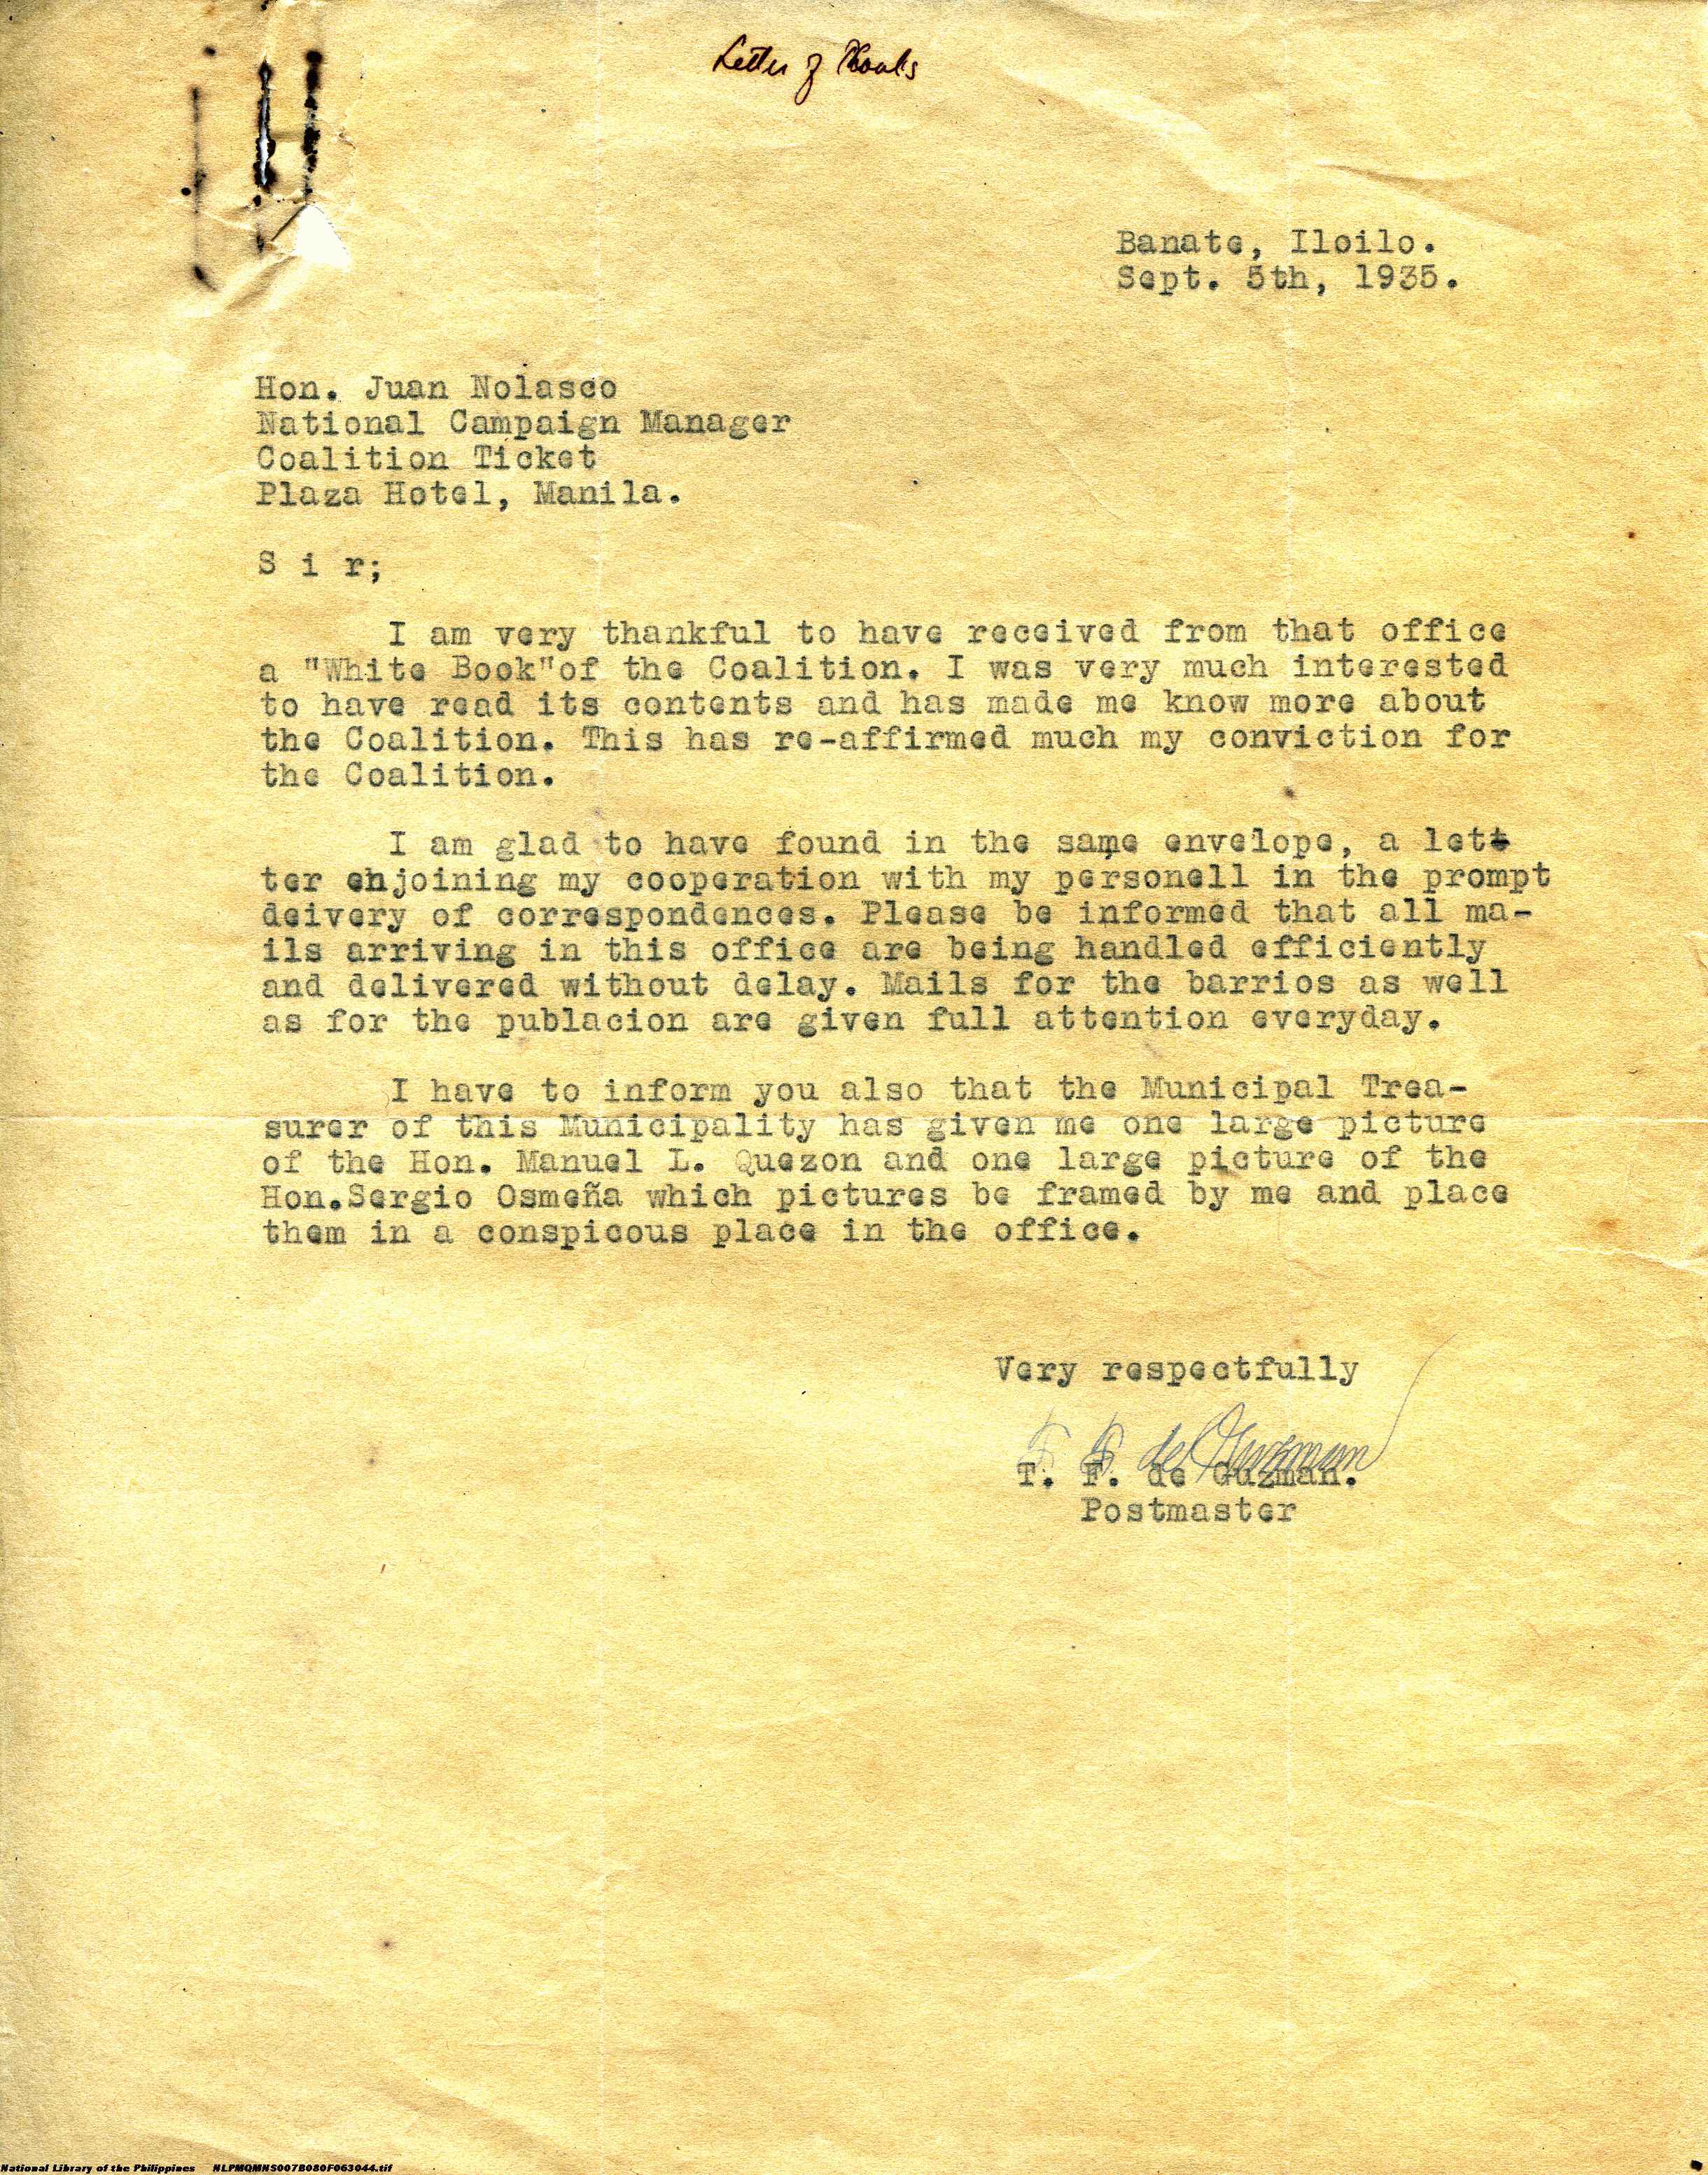 Letter of Thanks
Banate, Iloilo.
Sept. 5th, 1935.
Hon. Juan Nolasco
National Campaign Manager
Coalition Ticket
Plaza Hotel, Manila.
S i r;
I am very thankful to have received from that office
a "White Book"of the Coalition. I was very much interested
to have read its contents and has made me know more about
the Coalition. This has re-affirmed much my conviction for
the Coalition.
I am glad to have found in the same envelope, a lett
ter enjoining my cooperation with my personell in the prompt
deivery of correspondences. Please be informed that all ma-
ils arriving in this office are being handled efficiently
and delivered without delay. Mails for the barrios as well
as for the publacion are given full attention everyday.
I have to inform you also that the Municipal Trea-
surer of this Municipality has given me one large picture
of the Hon. Manuel L. Quezon and one large picture of the
Hon.Sergio Osmeña which pictures be framed by me and place
them in a conspicous place in the office.
Very respectfully
T. F. de Guzman
T. F. de Guzman.
Postmaster
National Library of the Philippines NLPMQMNS007B080F063044.tif